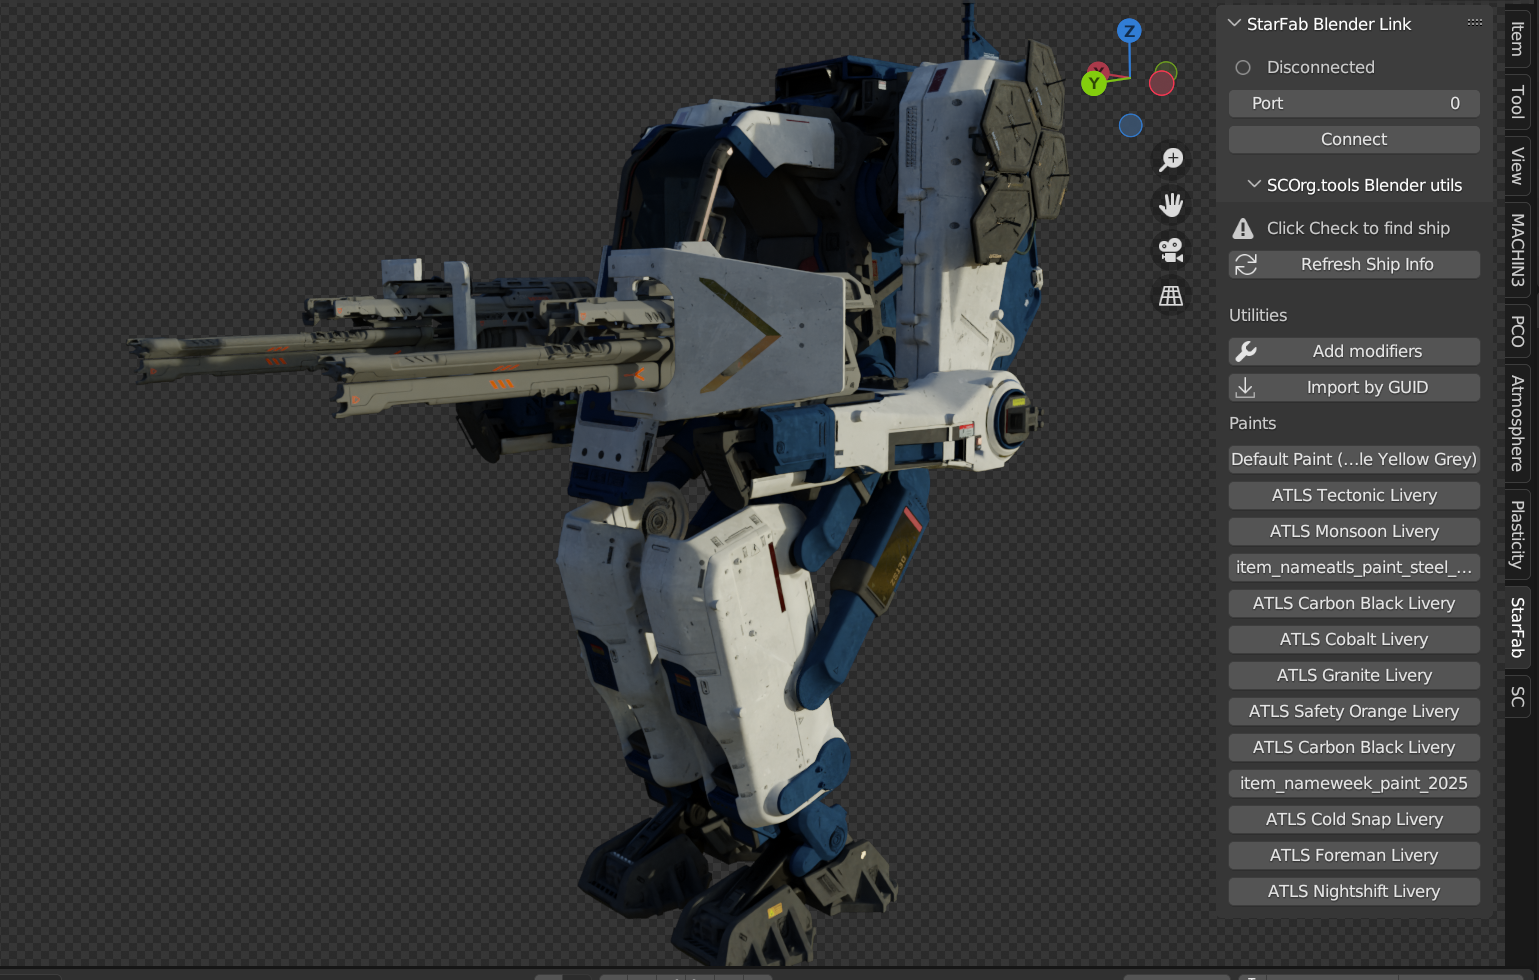 StarFab Blender Link
Disconnected
Port 0
Connect
SCOrg.tools Blender utils
Click Check to find ship
Refresh Ship Info
Utilities
Add modifiers
Import by GUID
Paints
Default Paint (...le Yellow Grey)
ATLS Tectonic Livery
ATLS Monsoon Livery
item_nameatls_paint_steel_...
ATLS Carbon Black Livery
ATLS Cobalt Livery
ATLS Granite Livery
ATLS Safety Orange Livery
ATLS Carbon Black Livery
item_nameweek_paint_2025
ATLS Cold Snap Livery
ATLS Foreman Livery
ATLS Nightshift Livery
Item
Tool
View
MACHIN3
PCO
Atmosphere
Plasticity
StarFab
SC
Z
X
Y